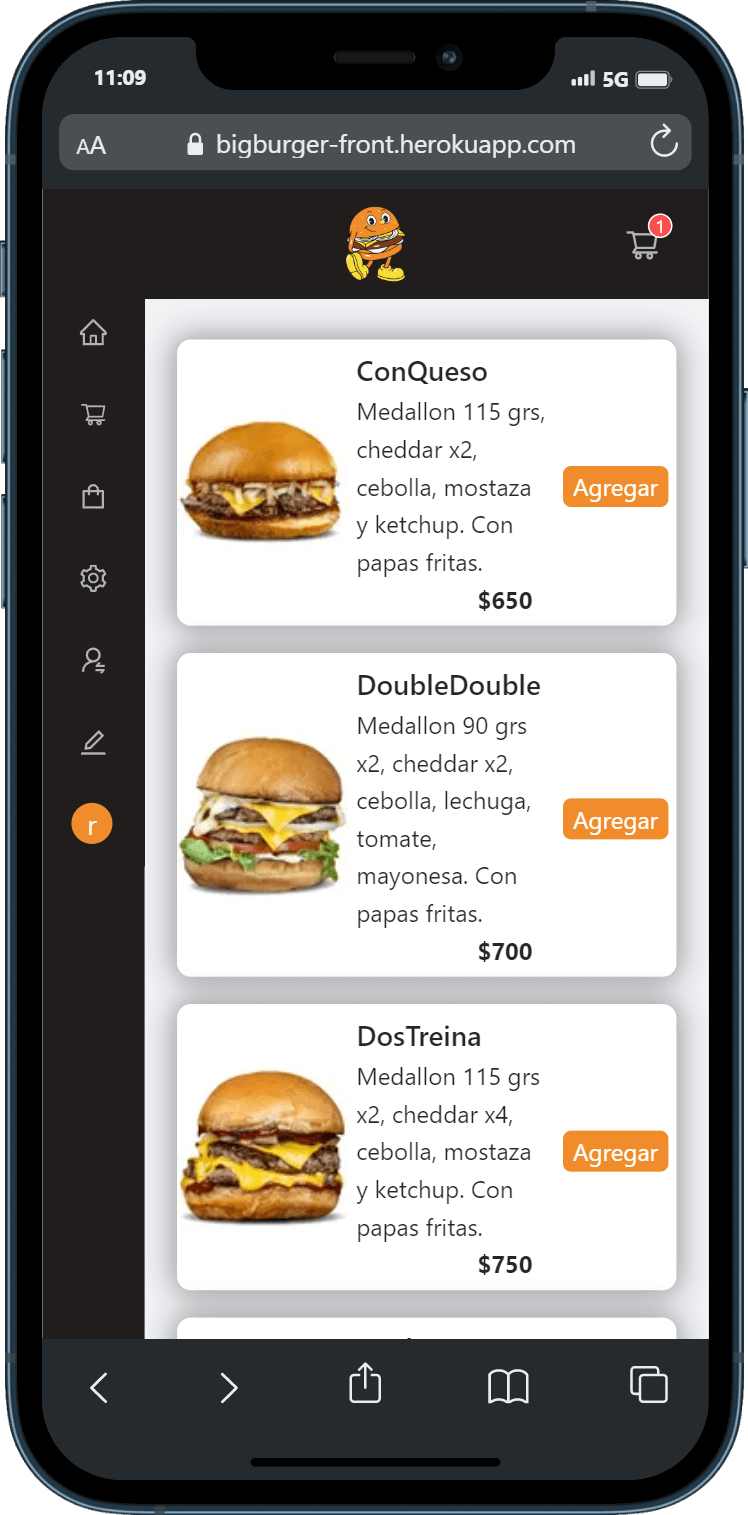 11:09
5G
AA
bigburger-front.herokuapp.com
1
ConQueso
Medallon 115 grs,
cheddar x2,
cebolla, mostaza
y ketchup. Con
papas fritas.
$650
Agregar
DoubleDouble
Medallon 90 grs
x2, cheddar x2,
cebolla, lechuga,
tomate,
mayonesa. Con
papas fritas.
$700
Agregar
r
DosTreina
Medallon 115 grs
x2, cheddar x4,
cebolla, mostaza
y ketchup. Con
papas fritas.
$750
Agregar